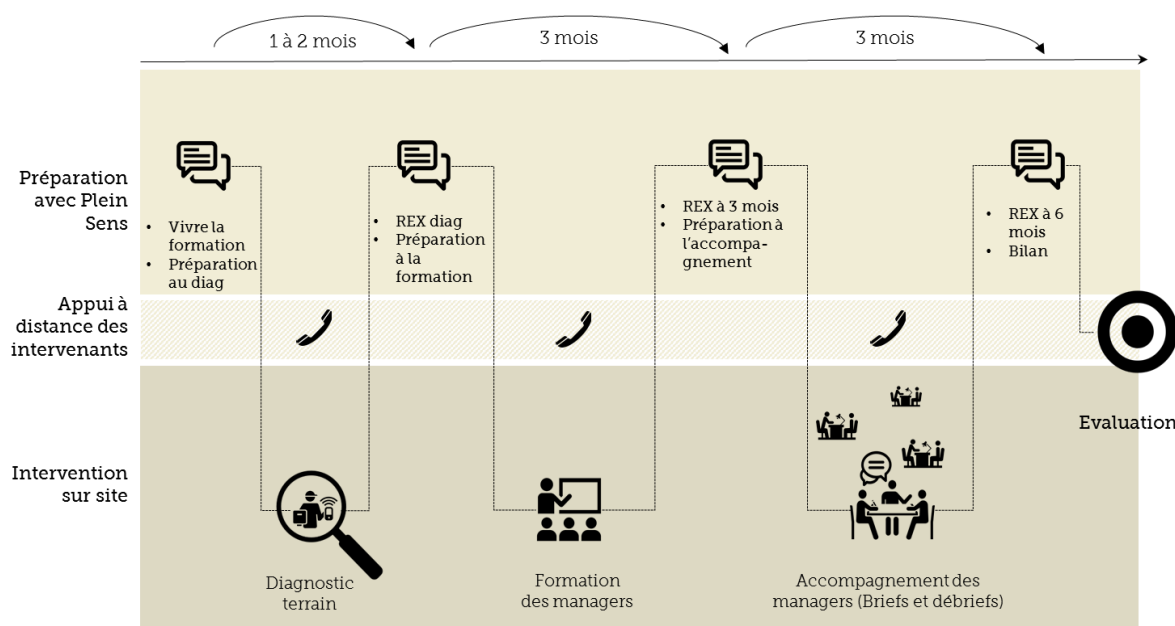 1 à 2 mois
3 mois
3 mois
Préparation
avec Plein
Sens
• Vivre la
formation
• Préparation
au diag
• REX diag
• Préparation
à la
formation
• REX à 3 mois
• Préparation à
l'accompa-
gnement
• REX à 6
mois
• Bilan
Appui à
distance des
intervenants
Evaluation
Intervention
sur site
Diagnostic
terrain
Formation
des managers
Accompagnement des
managers (Briefs et débriefs)